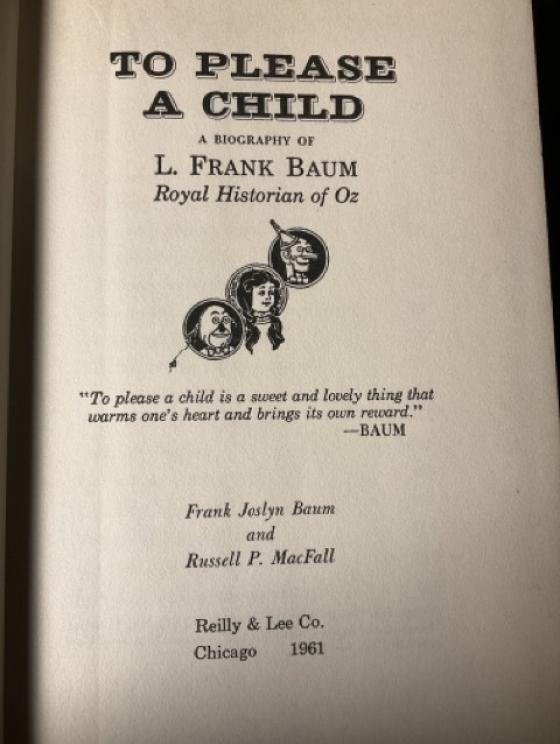 TO PLEASE
A CHILD
A BIOGRAPHY OF
L. FRANK BAUM
Royal Historian of Oz
"To please a child is a sweet and lovely thing that
warms one's heart and brings its own reward."
—BAUM
Frank Joslyn Baum
and
Russell P. MacFall
Reilly & Lee Co.
Chicago 1961